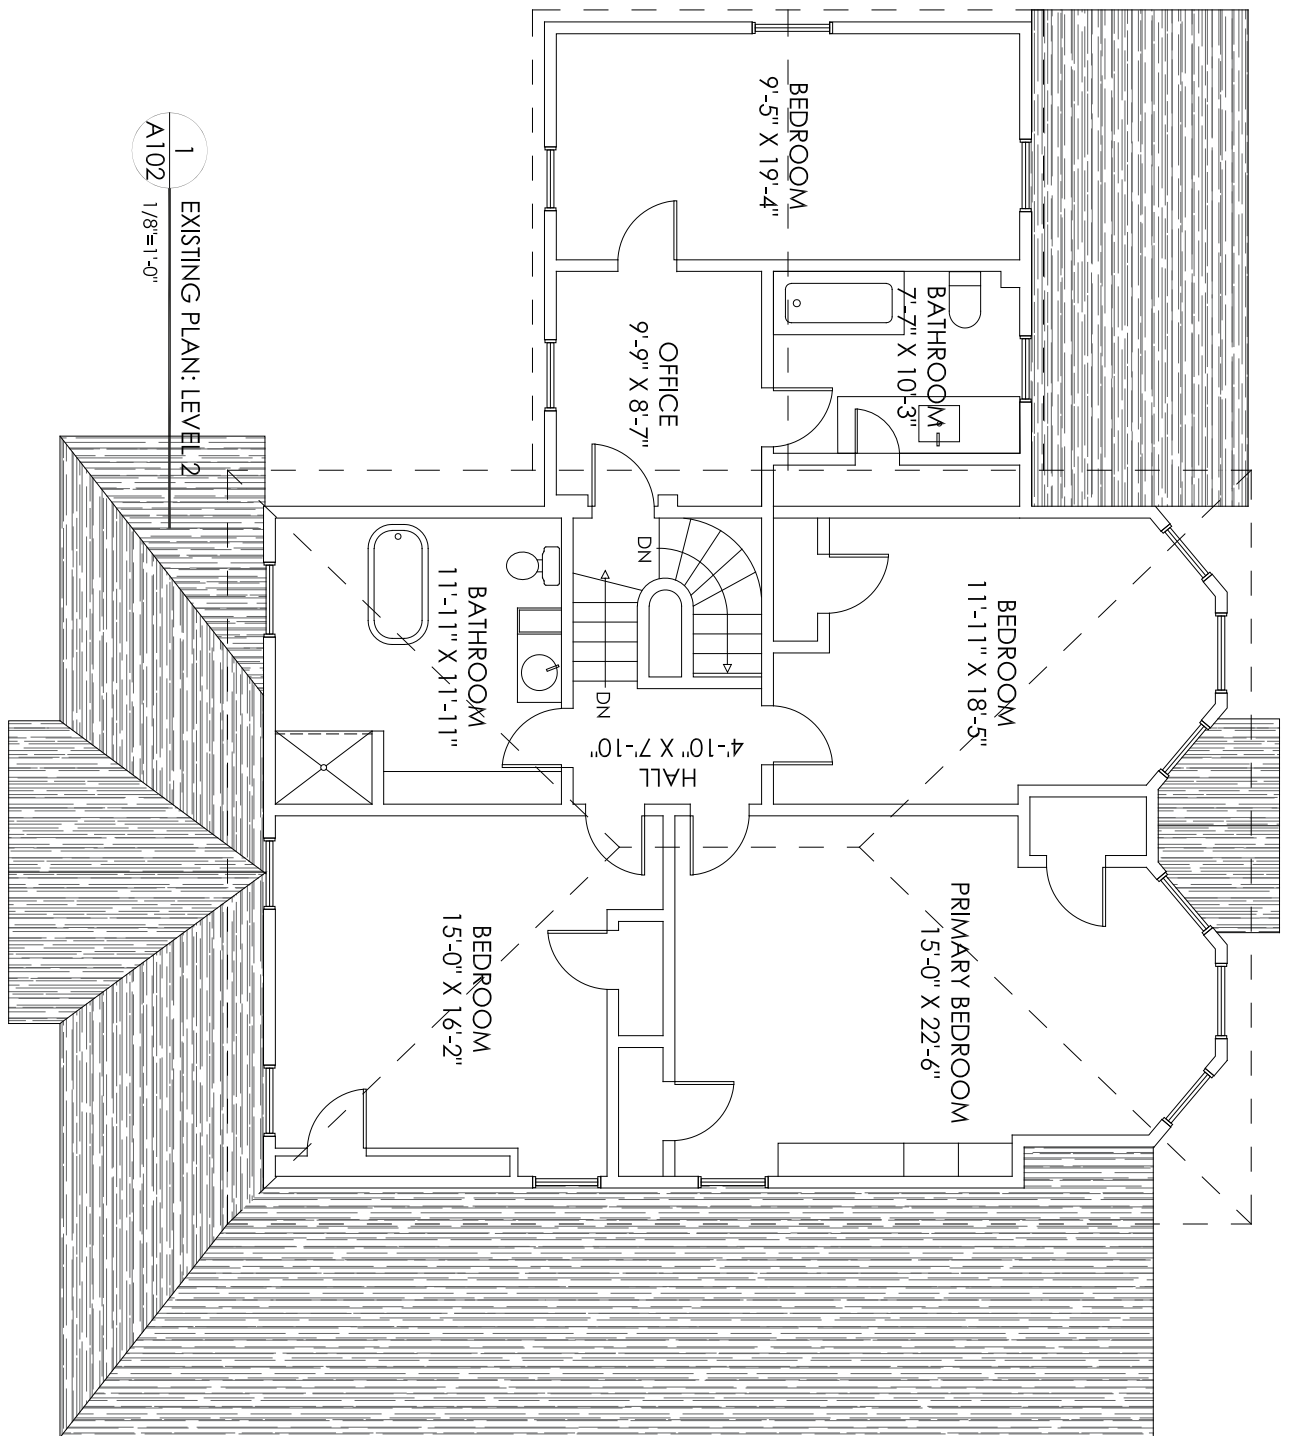 BEDROOM
9'-5" X 19'-4"
BATHROOM
7'-7" X 10'-3"
OFFICE
9'-9" X 8'-7"
DN
DN
BEDROOM
11'-11" X 18'-5"
BATHROOM
11'-11" X 11'-11"
HALL
4'-10" X 7'-10"
PRIMARY BEDROOM
15'-0" X 22'-6"
BEDROOM
15'-0" X 16'-2"
1
A102
EXISTING PLAN: LEVEL 2
1/8"=1'-0"